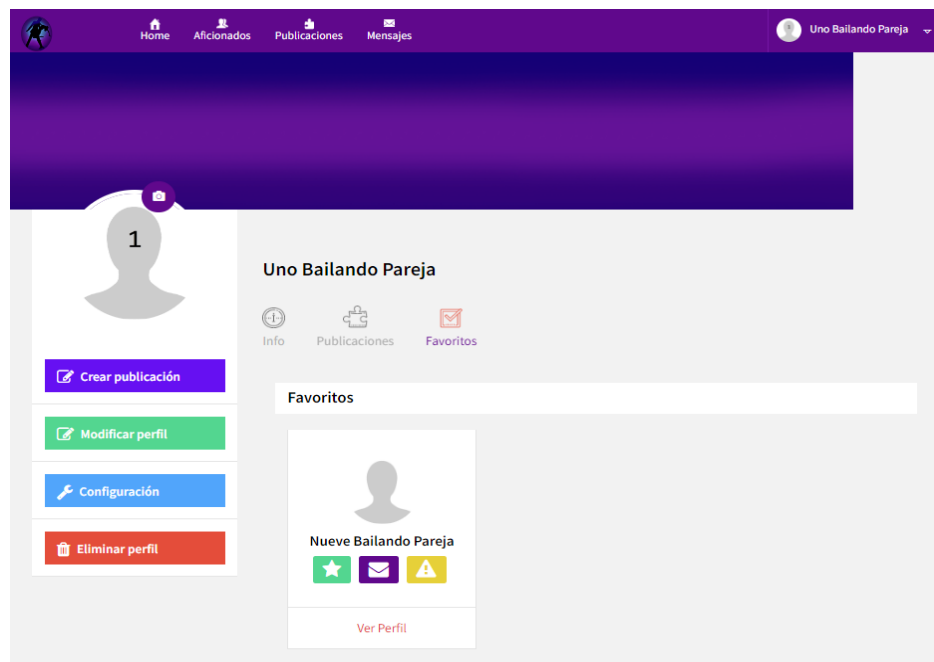 Home Aficionados Publicaciones Mensajes Uno Bailando Pareja
1
Uno Bailando Pareja
Info Publicaciones Favoritos
Crear publicación
Modificar perfil
Configuración
Eliminar perfil
Favoritos
Nueve Bailando Pareja
Ver Perfil